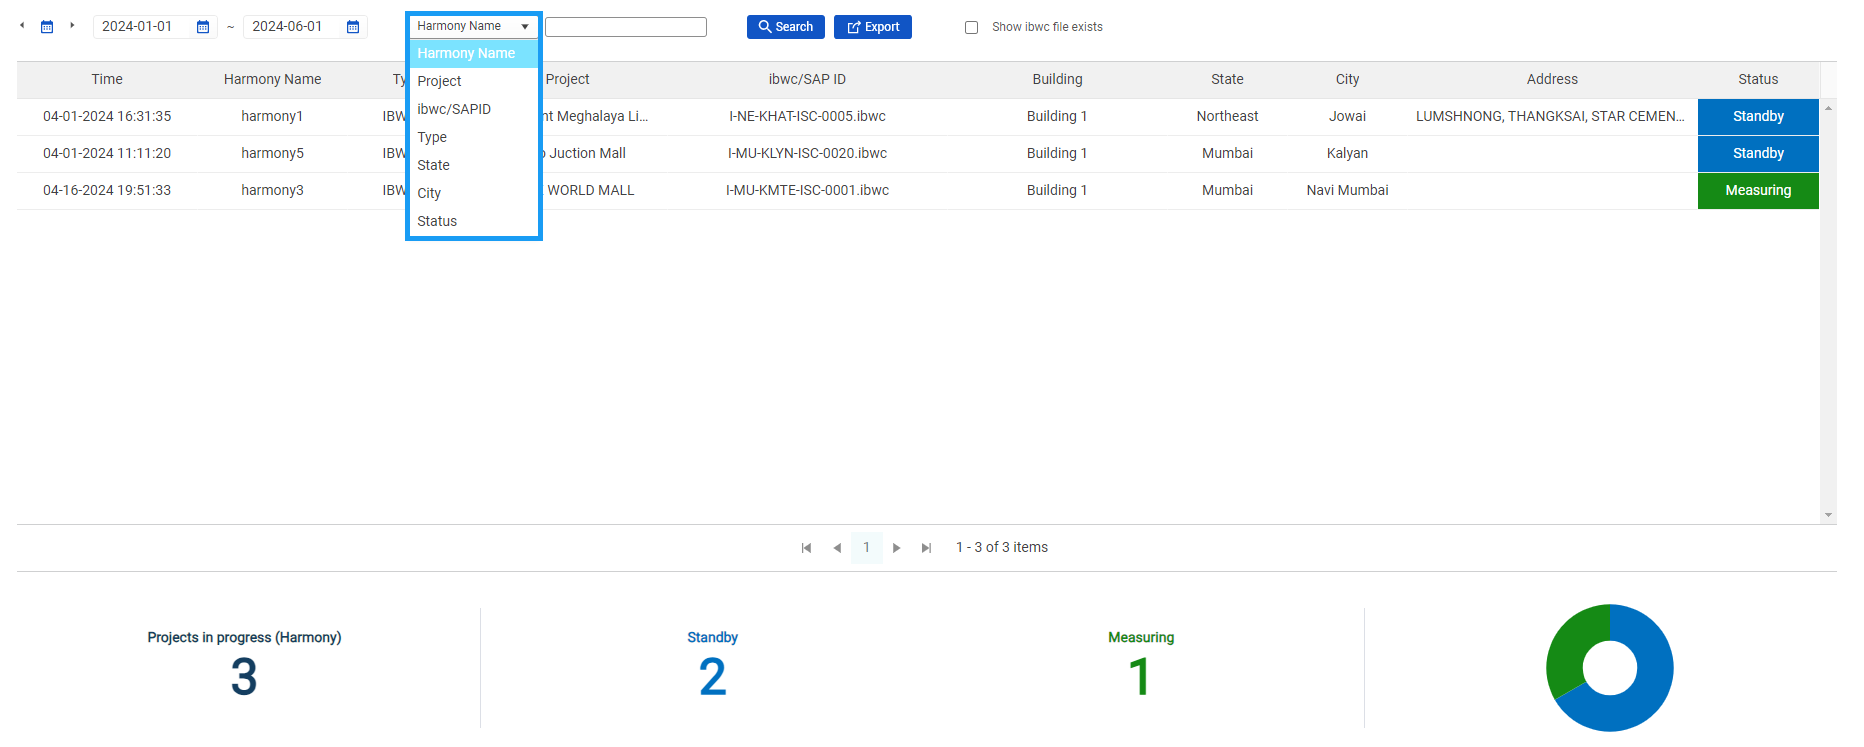 2024-01-01 ~ 2024-06-01 Harmony Name Search Export Show ibwc file exists
Harmony Name
Project
ibwc/SAPID
Type
State
City
Status
Time Harmony Name Project ibwc/SAP ID Building State City Address Status
04-01-2024 16:31:35 harmony1 IBW Meghalaya Li... I-NE-KHAT-ISC-0005.ibwc Building 1 Northeast Jowai LUMSHNONG, THANGKSAI, STAR CEMEN... Standby
04-01-2024 11:11:20 harmony5 IBW Juction Mall I-MU-KLYN-ISC-0020.ibwc Building 1 Mumbai Kalyan Standby
04-16-2024 19:51:33 harmony3 IBW WORLD MALL I-MU-KMTE-ISC-0001.ibwc Building 1 Mumbai Navi Mumbai Measuring
1 1 - 3 of 3 items
Projects in progress (Harmony) Standby Measuring
3 2 1